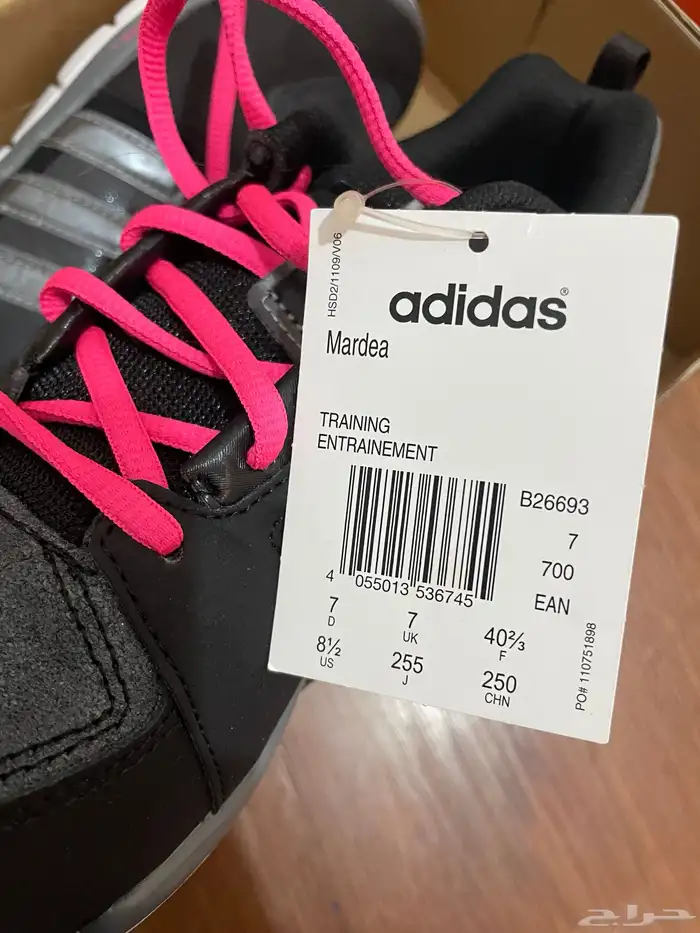 HSD2/1109/V06
adidas®
Mardea
TRAINING
ENTRAINEMENT
B26693
7
700
EAN
4 055013 536745
7 D
7 UK
40⅔ F
8½ US
255 J
250 CHN
PO# 110751898
حراج